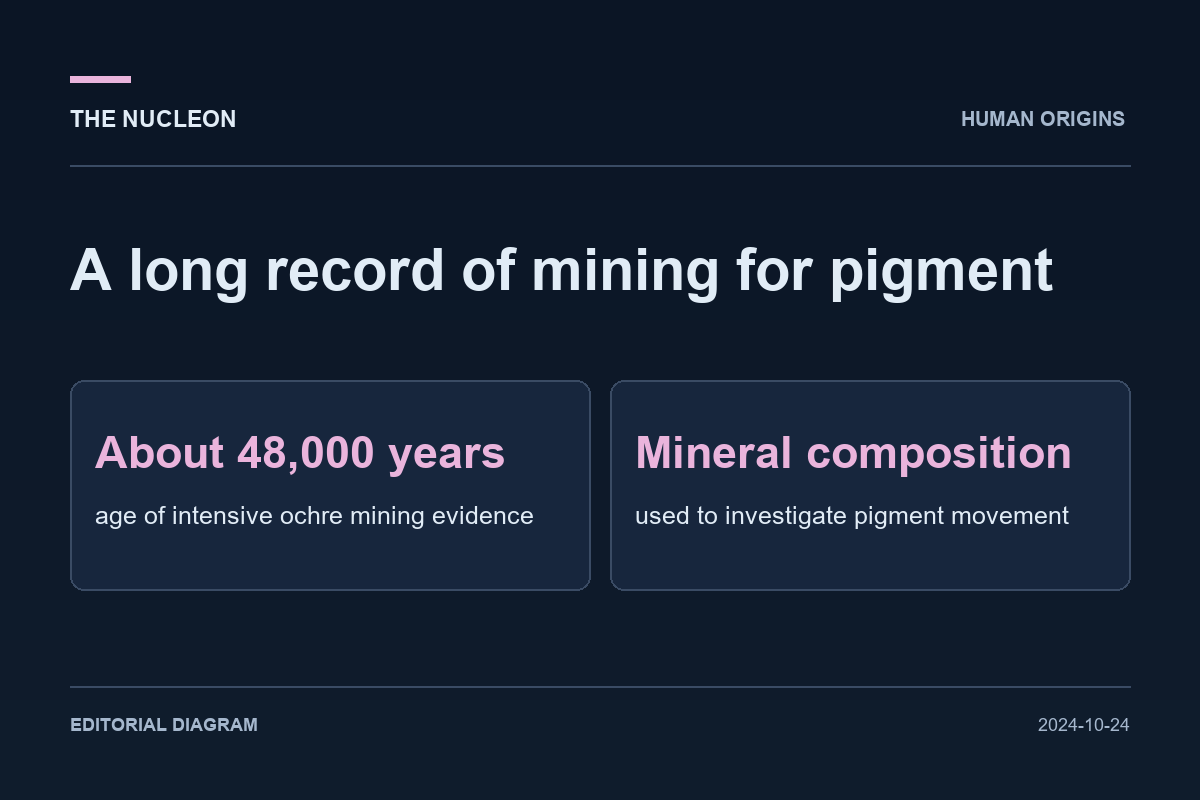 THE NUCLEON
HUMAN ORIGINS
A long record of mining for pigment
About 48,000 years
age of intensive ochre mining evidence
Mineral composition
used to investigate pigment movement
EDITORIAL DIAGRAM
2024-10-24